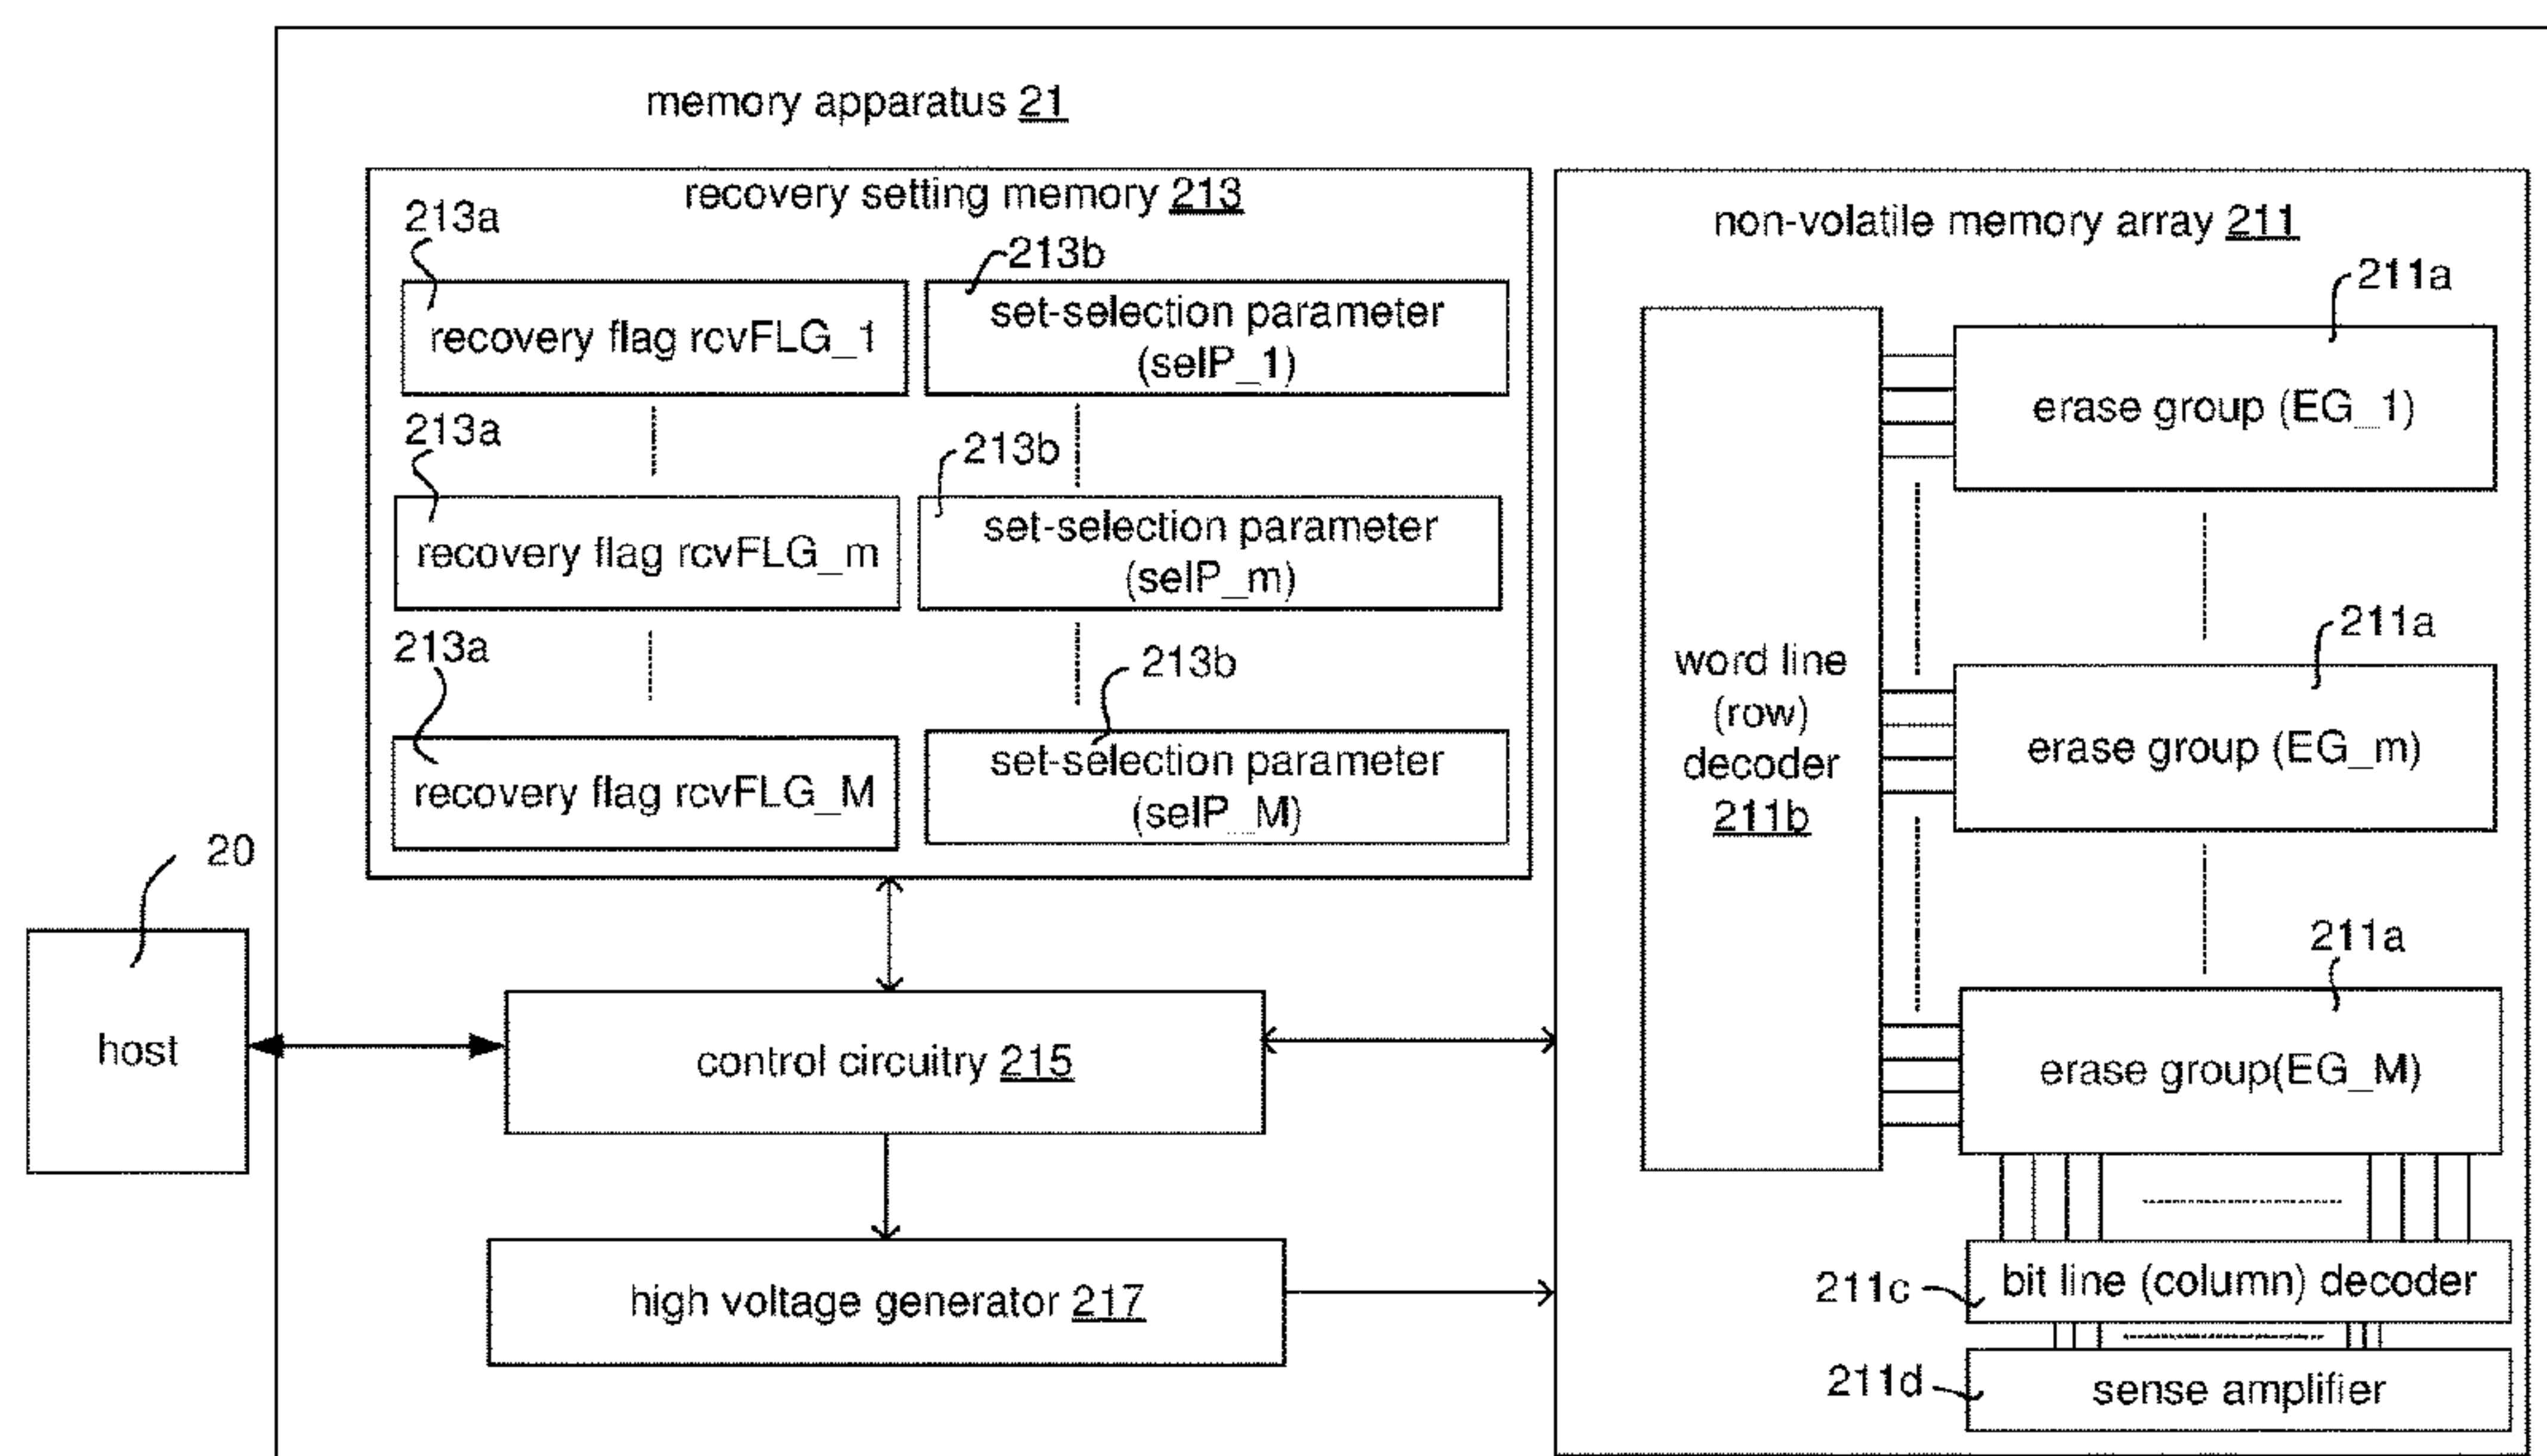 memory apparatus 21
recovery setting memory 213
213a
213b
recovery flag rcvFLG_1
set-selection parameter
(selP_1)
213a
213b
recovery flag rcvFLG_m
set-selection parameter
(selP_m)
213a
213b
recovery flag rcvFLG_M
set-selection parameter
(selP_M)
20
host
control circuitry 215
high voltage generator 217
non-volatile memory array 211
211a
erase group (EG_1)
word line
(row)
decoder
211b
211a
erase group (EG_m)
211a
erase group(EG_M)
211c
bit line (column) decoder
211d
sense amplifier